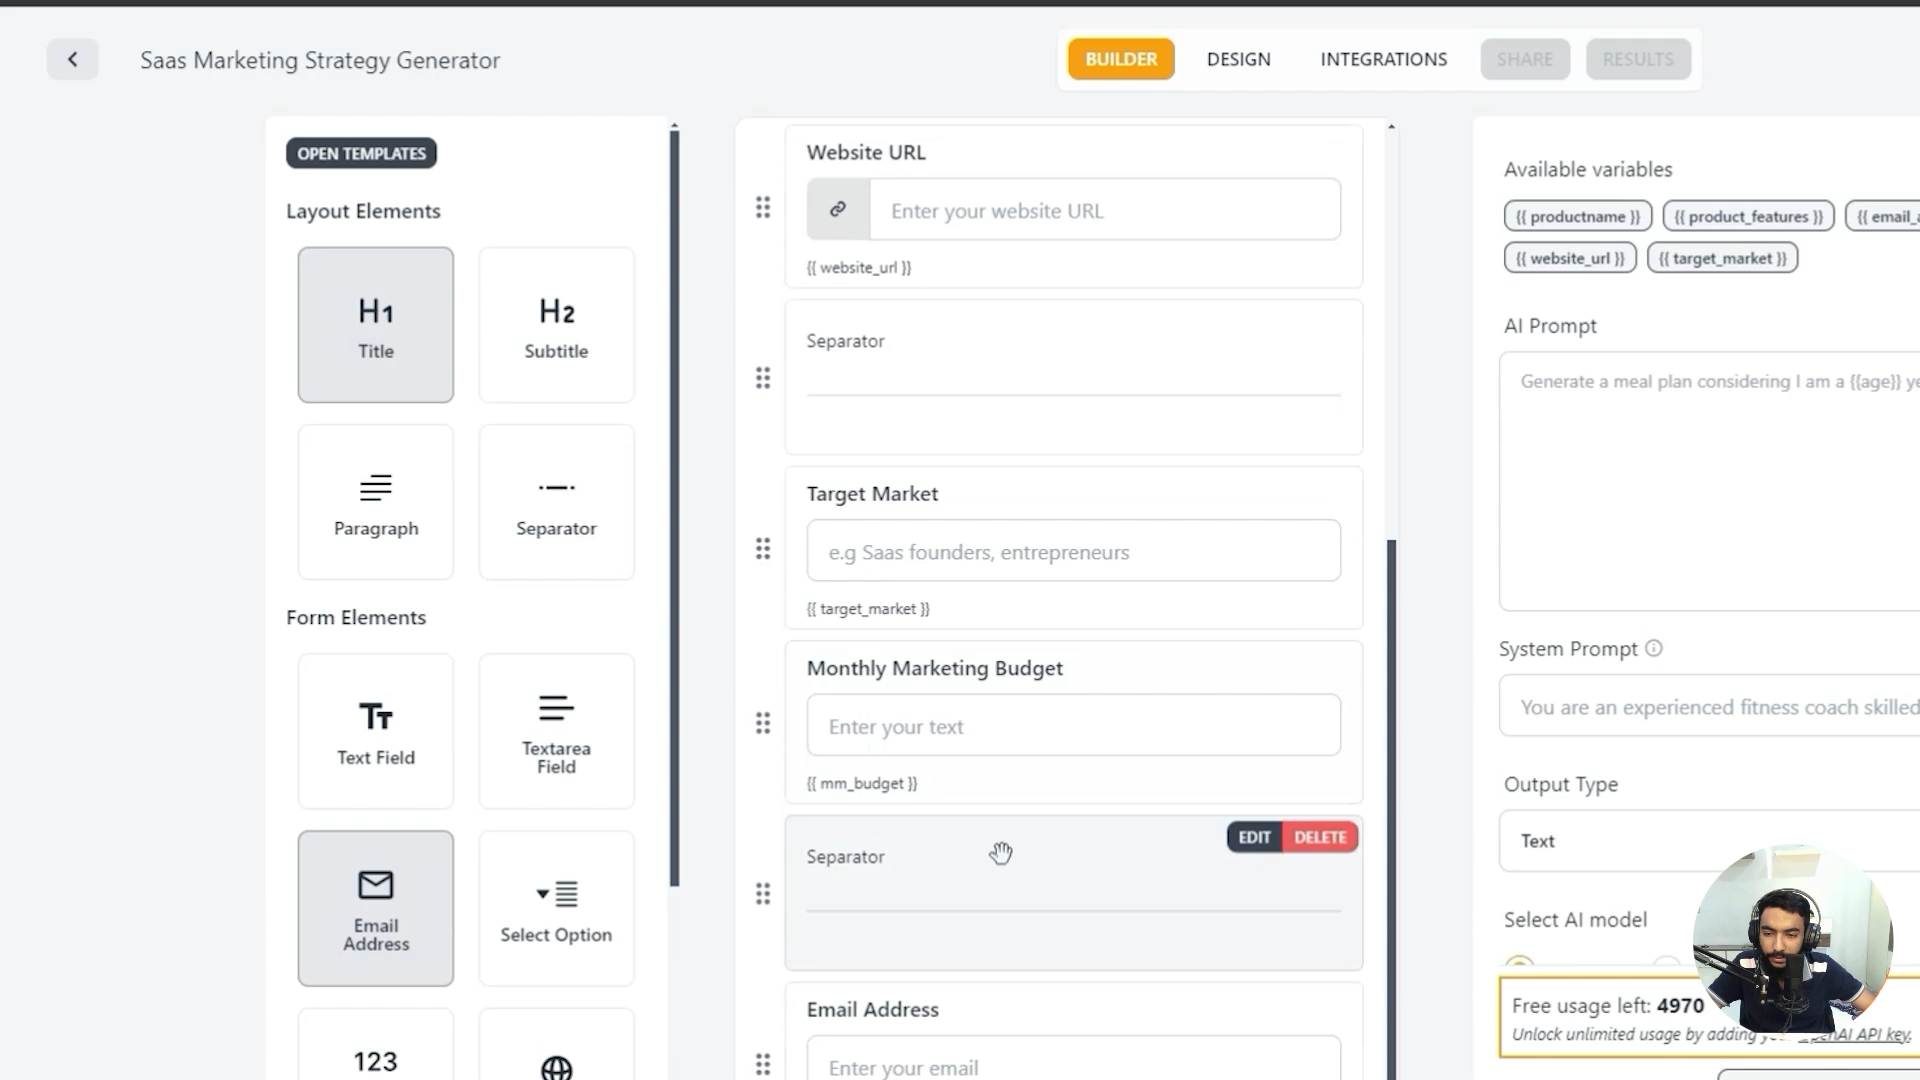 Saas Marketing Strategy Generator
BUILDER
DESIGN
INTEGRATIONS
SHARE
RESULTS
OPEN TEMPLATES
Layout Elements
H1
Title
H2
Subtitle
Paragraph
Separator
Form Elements
TT
Text Field
Textarea
Field
Email
Address
Select Option
123
Website URL
Enter your website URL
{{ website_url }}
Separator
Target Market
e.g Saas founders, entrepreneurs
{{ target_market }}
Monthly Marketing Budget
Enter your text
{{ mm_budget }}
EDIT
DELETE
Separator
Email Address
Enter your email
Available variables
{{ productname }}
{{ product_features }}
{{ email_
{{ website_url }}
{{ target_market }}
AI Prompt
Generate a meal plan considering I am a {{age}} ye
System Prompt
You are an experienced fitness coach skilled
Output Type
Text
Select AI model
Free usage left: 4970
Unlock unlimited usage by adding OpenAI API key.